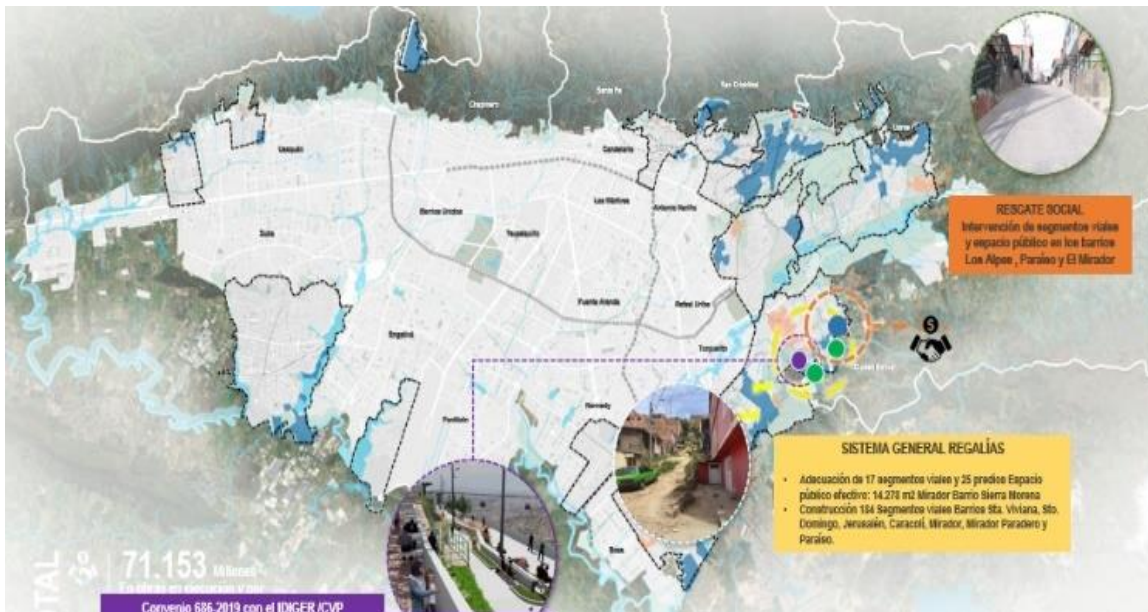 Chapinero
Santa Fe
San Cristóbal
Usme
Usaquén
Candelaria
Los Mártires
Antonio Nariño
Barrios Unidos
Teusaquillo
Suba
Puente Aranda
Rafael Uribe
Engativá
Tunjuelito
Ciudad Bolívar
Kennedy
Fontibón
Bosa
RESCATE SOCIAL
Intervención de segmentos viales
y espacio público en los barrios
Los Alpes , Paraíso y El Mirador
$
SISTEMA GENERAL REGALÍAS
• Adecuación de 17 segmentos viales y 25 predios Espacio
público efectivo: 14.278 m2 Mirador Barrio Sierra Morena
• Construcción 184 Segmentos viales Barrios Sta. Viviana, Sto.
Domingo, Jerusalén, Caracolí, Mirador, Mirador Paradero y
Paraíso.
71.153 Millones
Convenio 686-2019 con el IDIGER /CVP